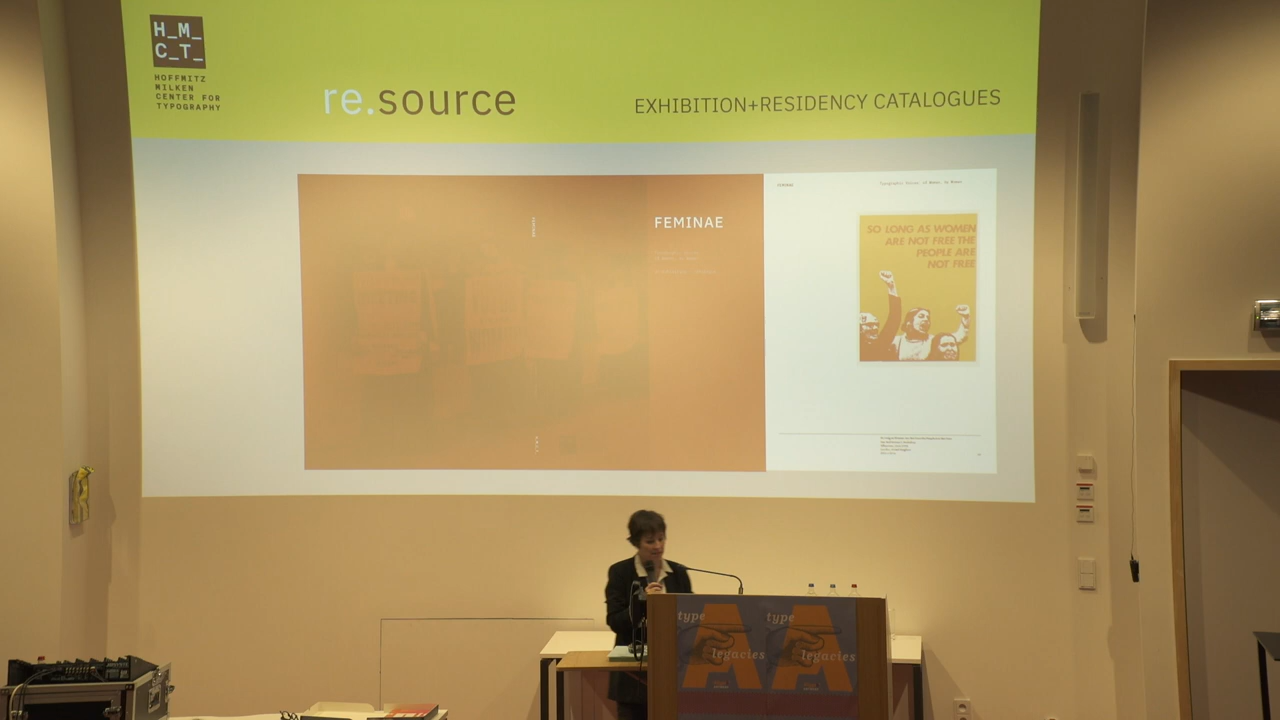 H_M_
C_T_
HOFFMITZ
MILKEN
CENTER FOR
TYPOGRAPHY
re.source
EXHIBITION+RESIDENCY CATALOGUES
FEMINAE
FEMINAE
SO LONG AS WOMEN
ARE NOT FREE THE
PEOPLE ARE
NOT FREE
type
legacies
type
legacies